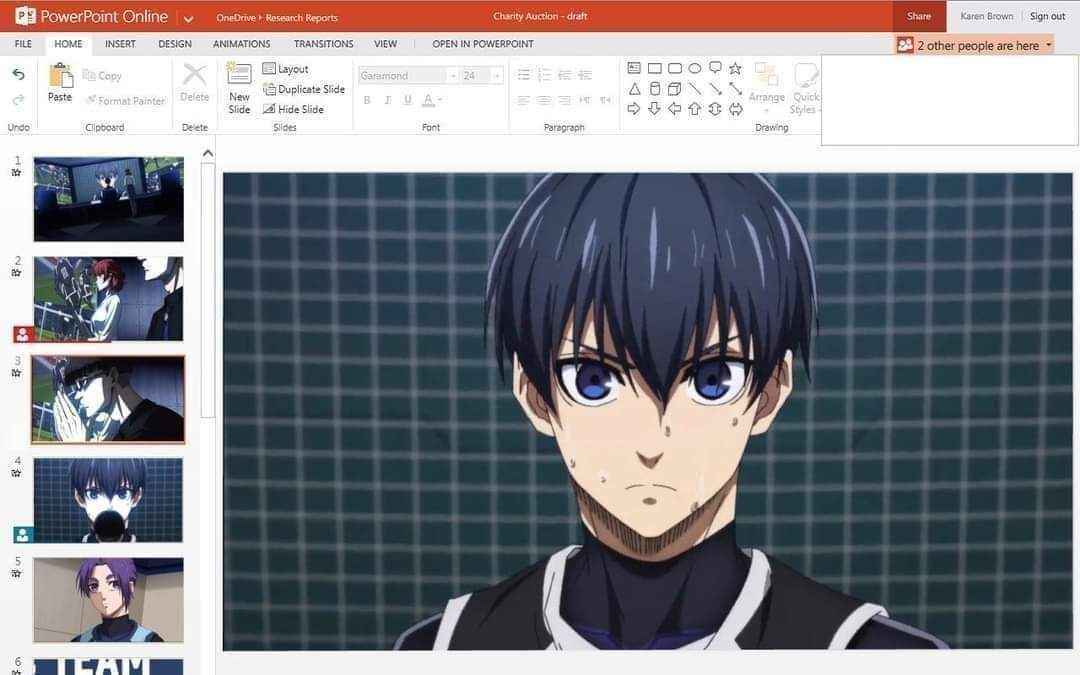 PowerPoint Online
OneDrive ▸ Research Reports
Charity Auction - draft
Share
Karen Brown
Sign out
FILE HOME INSERT DESIGN ANIMATIONS TRANSITIONS VIEW OPEN IN POWERPOINT
2 other people are here
Paste
Copy
Format Painter
Delete
New
Slide
Layout
Duplicate Slide
Hide Slide
Garamond 24
B I U A
Arrange
Quick
Styles
Undo Clipboard Delete Slides Font Paragraph Drawing
1
2
3
4
5
6
TEAM